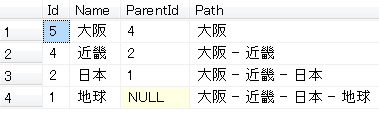 Id Name ParentId Path
1 5 大阪 4 大阪
2 4 近畿 2 大阪 - 近畿
3 2 日本 1 大阪 - 近畿 - 日本
4 1 地球 NULL 大阪 - 近畿 - 日本 - 地球